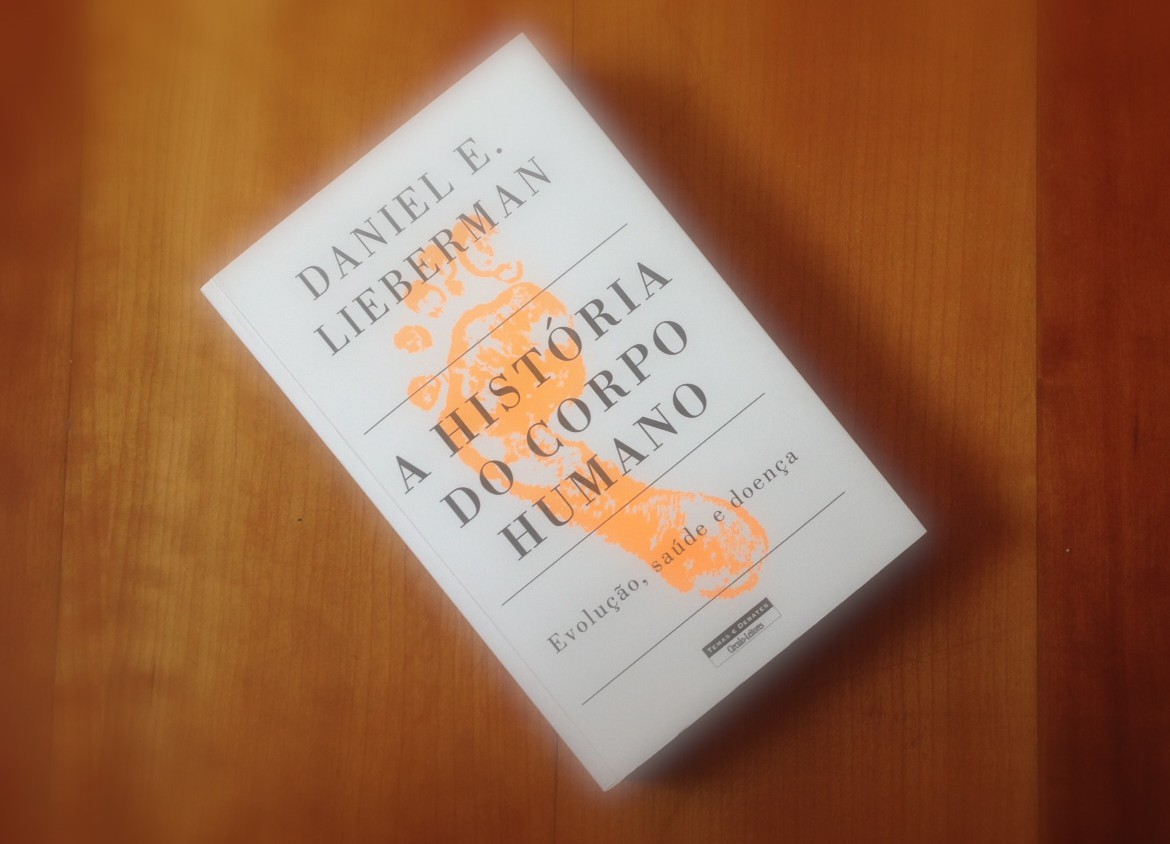 DANIEL E.
LIEBERMAN
A HISTÓRIA
DO CORPO
HUMANO
Evolução, saúde e doença
TEMAS E DEBATES
Círculo Leitores